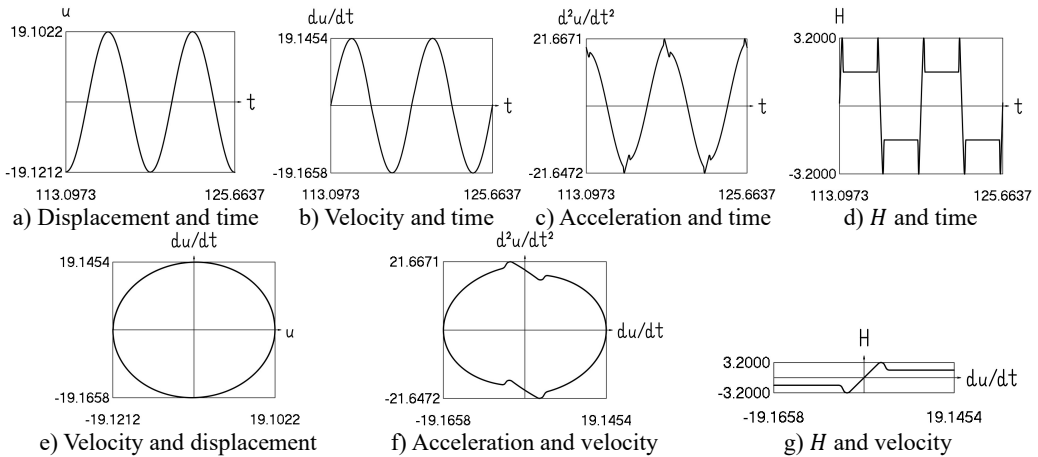 u
19.1022
t
-19.1212
113.0973 125.6637
a) Displacement and time
du/dt
19.1454
t
-19.1658
113.0973 125.6637
b) Velocity and time
d²u/dt²
21.6671
t
-21.6472
113.0973 125.6637
c) Acceleration and time
H
3.2000
t
-3.2000
113.0973 125.6637
d) H and time
du/dt
19.1454
u
-19.1658
-19.1212 19.1022
e) Velocity and displacement
d²u/dt²
21.6671
du/dt
-21.6472
-19.1658 19.1454
f) Acceleration and velocity
H
3.2000
du/dt
-3.2000
-19.1658 19.1454
g) H and velocity